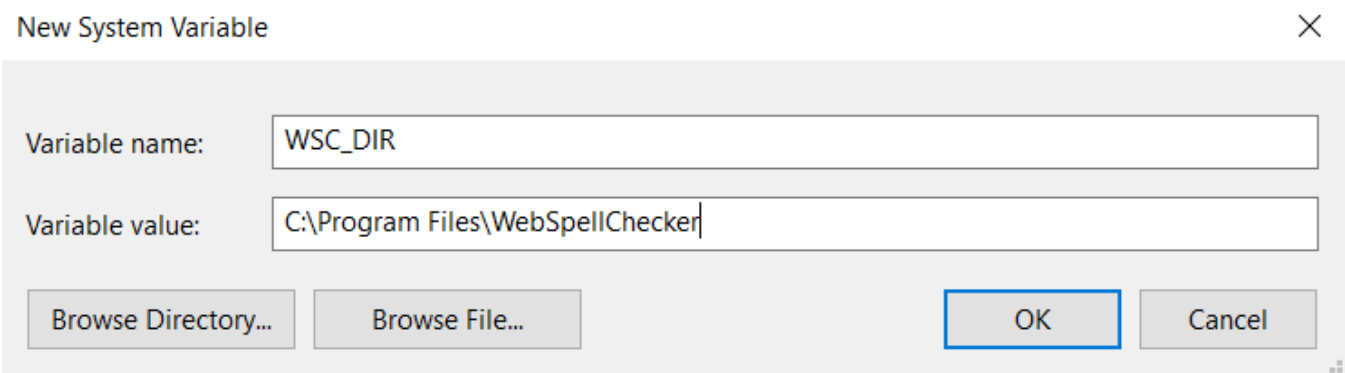 New System Variable
Variable name: WSC_DIR
Variable value: C:\Program Files\WebSpellChecker
Browse Directory... Browse File... OK Cancel